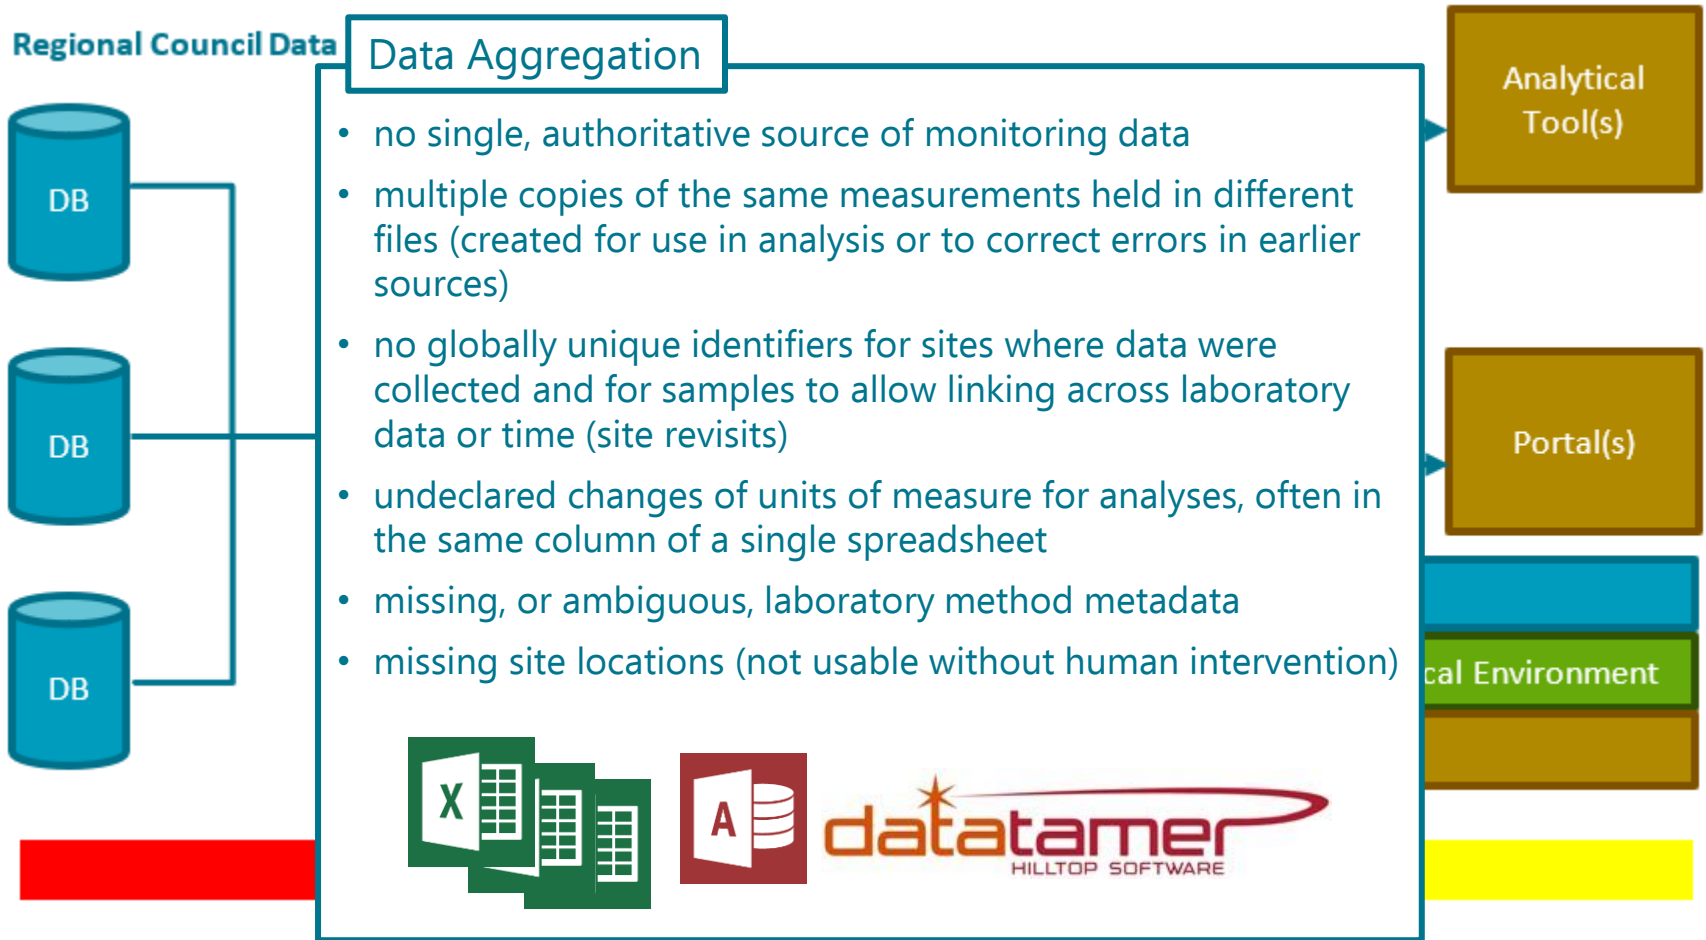 Regional Council Data
Data Aggregation
Analytical
Tool(s)
DB
• no single, authoritative source of monitoring data
• multiple copies of the same measurements held in different
files (created for use in analysis or to correct errors in earlier
sources)
• no globally unique identifiers for sites where data were
collected and for samples to allow linking across laboratory
data or time (site revisits)
DB
Portal(s)
• undeclared changes of units of measure for analyses, often in
the same column of a single spreadsheet
• missing, or ambiguous, laboratory method metadata
• missing site locations (not usable without human intervention)
DB
cal Environment
X
A
datatamer
HILLTOP SOFTWARE